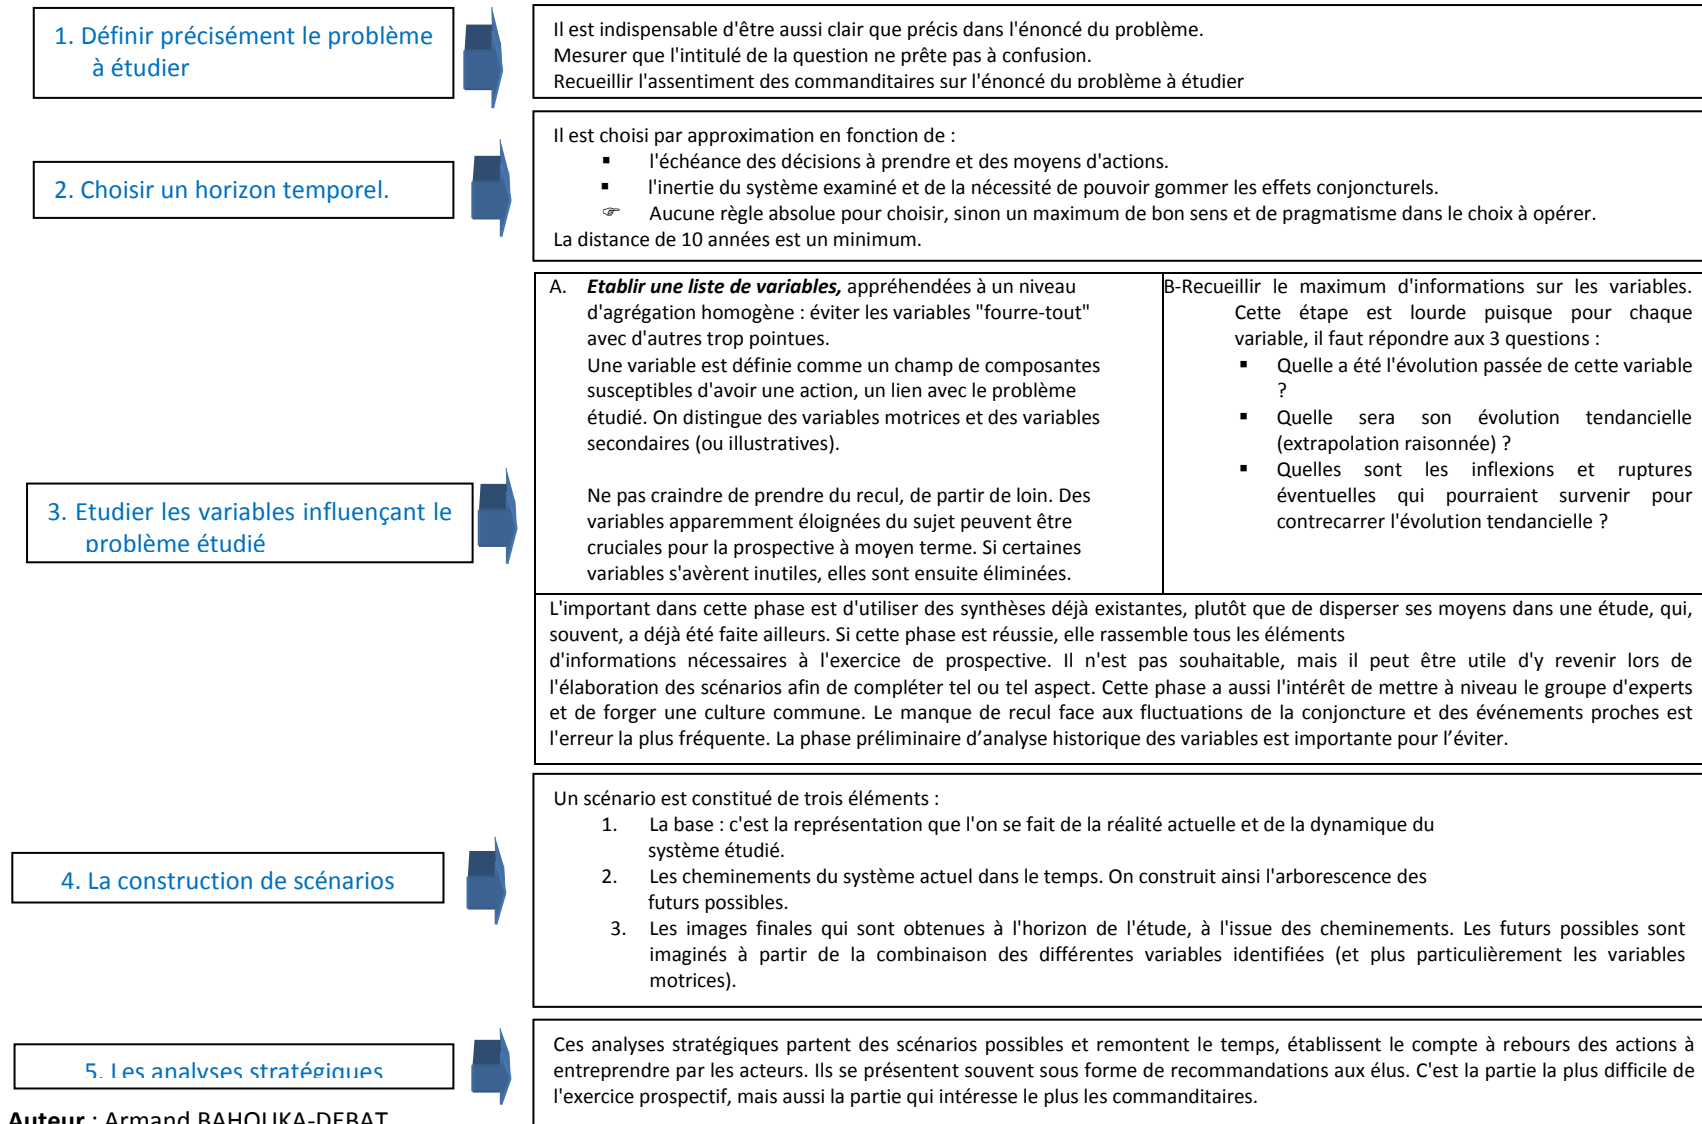 1. Définir précisément le problème
à étudier
Il est indispensable d'être aussi clair que précis dans l'énoncé du problème.
Mesurer que l'intitulé de la question ne prête pas à confusion.
Recueillir l'assentiment des commanditaires sur l'énoncé du problème à étudier
2. Choisir un horizon temporel.
Il est choisi par approximation en fonction de :
▪ l'échéance des décisions à prendre et des moyens d'actions.
▪ l'inertie du système examiné et de la nécessité de pouvoir gommer les effets conjoncturels.
☞ Aucune règle absolue pour choisir, sinon un maximum de bon sens et de pragmatisme dans le choix à opérer.
La distance de 10 années est un minimum.
3. Etudier les variables influençant le
problème étudié
A. Etablir une liste de variables, appréhendées à un niveau
d'agrégation homogène : éviter les variables "fourre-tout"
avec d'autres trop pointues.
Une variable est définie comme un champ de composantes
susceptibles d'avoir une action, un lien avec le problème
étudié. On distingue des variables motrices et des variables
secondaires (ou illustratives).
Ne pas craindre de prendre du recul, de partir de loin. Des
variables apparemment éloignées du sujet peuvent être
cruciales pour la prospective à moyen terme. Si certaines
variables s'avèrent inutiles, elles sont ensuite éliminées.
B-Recueillir le maximum d'informations sur les variables.
Cette étape est lourde puisque pour chaque
variable, il faut répondre aux 3 questions :
▪ Quelle a été l'évolution passée de cette variable
?
▪ Quelle sera son évolution tendancielle
(extrapolation raisonnée) ?
▪ Quelles sont les inflexions et ruptures
éventuelles qui pourraient survenir pour
contrecarrer l'évolution tendancielle ?
L'important dans cette phase est d'utiliser des synthèses déjà existantes, plutôt que de disperser ses moyens dans une étude, qui,
souvent, a déjà été faite ailleurs. Si cette phase est réussie, elle rassemble tous les éléments
d'informations nécessaires à l'exercice de prospective. Il n'est pas souhaitable, mais il peut être utile d'y revenir lors de
l'élaboration des scénarios afin de compléter tel ou tel aspect. Cette phase a aussi l'intérêt de mettre à niveau le groupe d'experts
et de forger une culture commune. Le manque de recul face aux fluctuations de la conjoncture et des événements proches est
l'erreur la plus fréquente. La phase préliminaire d’analyse historique des variables est importante pour l’éviter.
4. La construction de scénarios
Un scénario est constitué de trois éléments :
1. La base : c'est la représentation que l'on se fait de la réalité actuelle et de la dynamique du
système étudié.
2. Les cheminements du système actuel dans le temps. On construit ainsi l'arborescence des
futurs possibles.
3. Les images finales qui sont obtenues à l'horizon de l'étude, à l'issue des cheminements. Les futurs possibles sont
imaginés à partir de la combinaison des différentes variables identifiées (et plus particulièrement les variables
motrices).
5. Les analyses stratégiques
Ces analyses stratégiques partent des scénarios possibles et remontent le temps, établissent le compte à rebours des actions à
entreprendre par les acteurs. Ils se présentent souvent sous forme de recommandations aux élus. C'est la partie la plus difficile de
l'exercice prospectif, mais aussi la partie qui intéresse le plus les commanditaires.
Auteur : Armand BAHOUKA-DEBAT